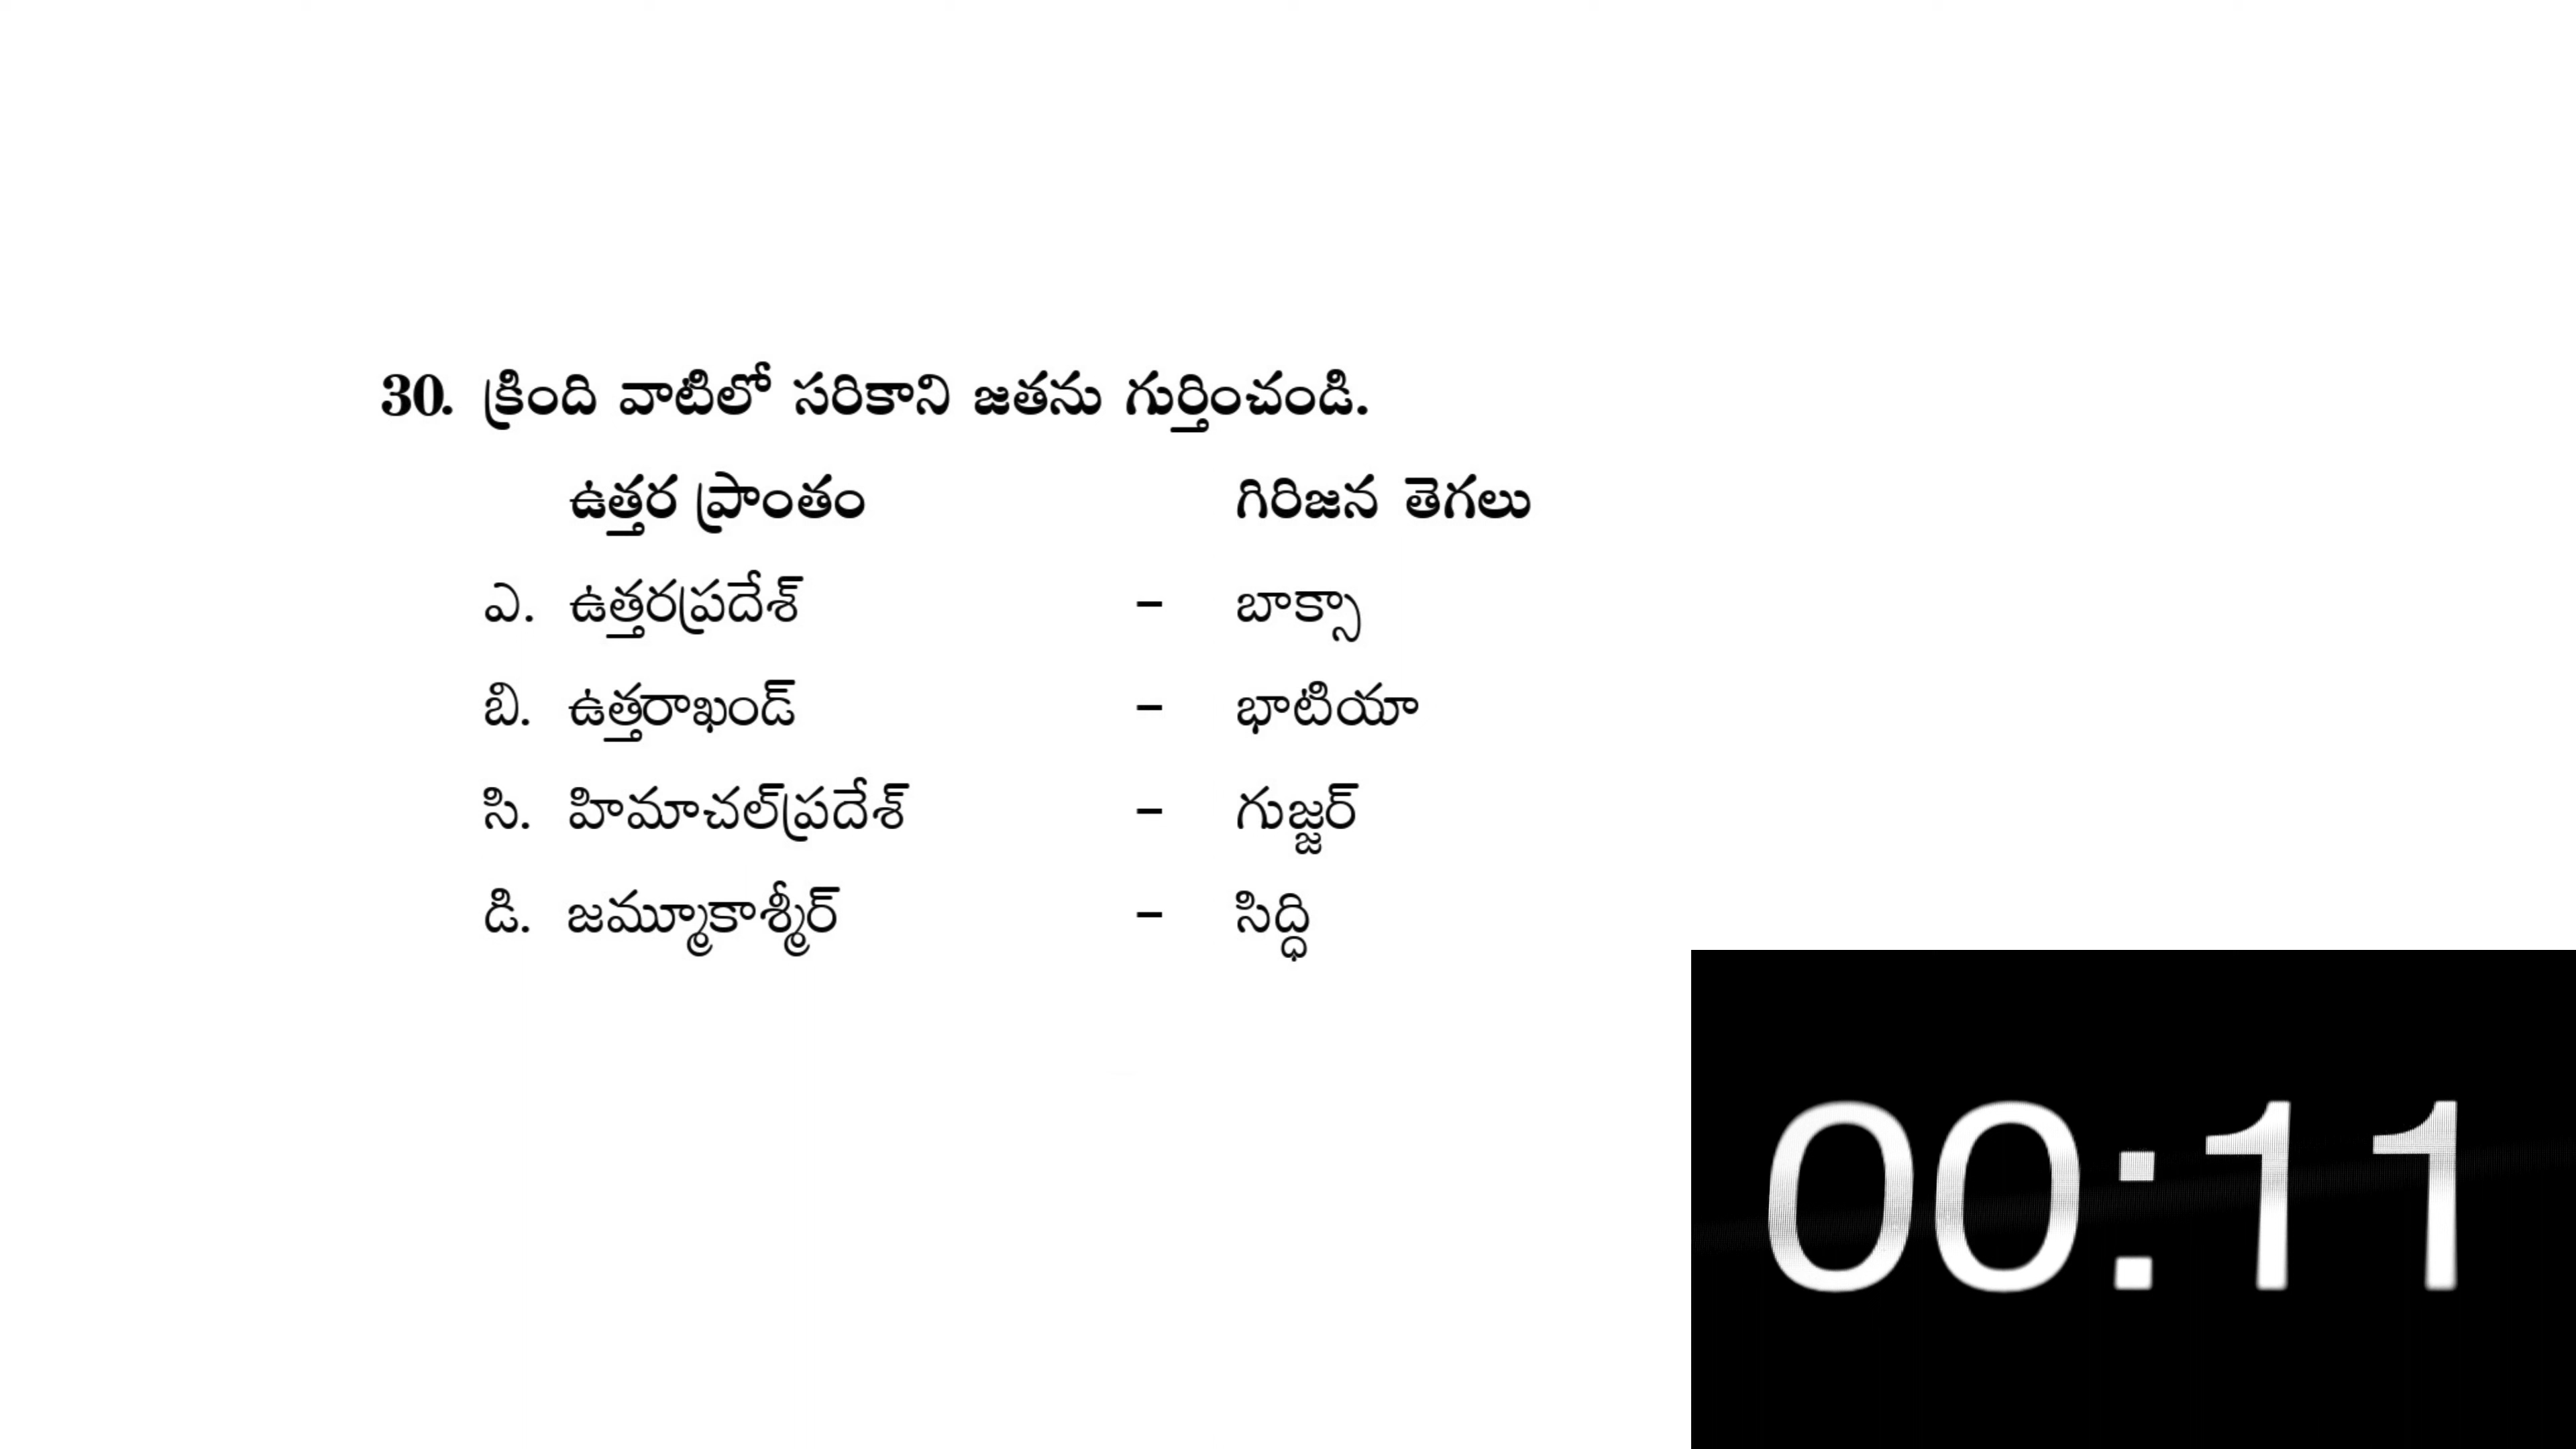 30. క్రింది వాటిలో సరికాని జతను గుర్తించండి.
ఉత్తర ప్రాంతం గిరిజన తెగలు
ఎ. ఉత్తరప్రదేశ్ – బాక్సా
బి. ఉత్తరాఖండ్ – భాటియా
సి. హిమాచల్‌ప్రదేశ్ – గుజ్జర్
డి. జమ్మూకాశ్మీర్ – సిద్ధి
00:11